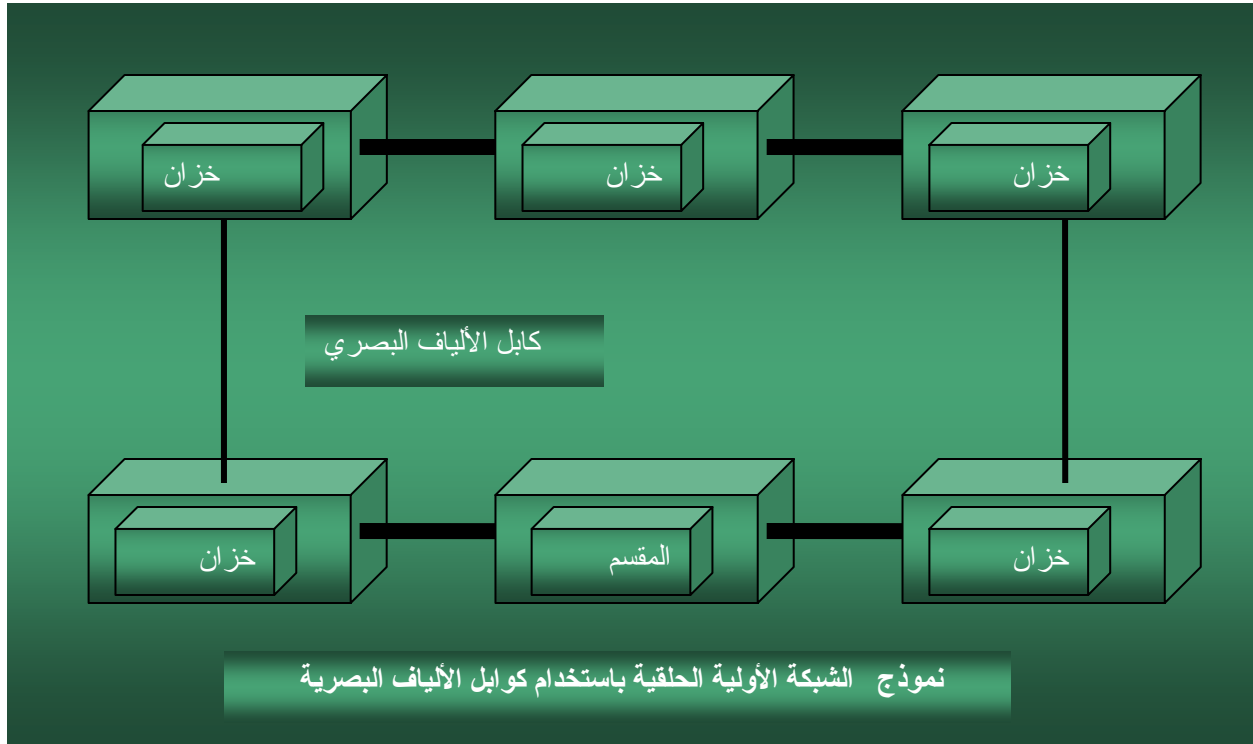 خزان
خزان
خزان
كابل الألياف البصري
خزان
المقسم
خزان
نموذج الشبكة الأولية الحلقية باستخدام كوابل الألياف البصرية